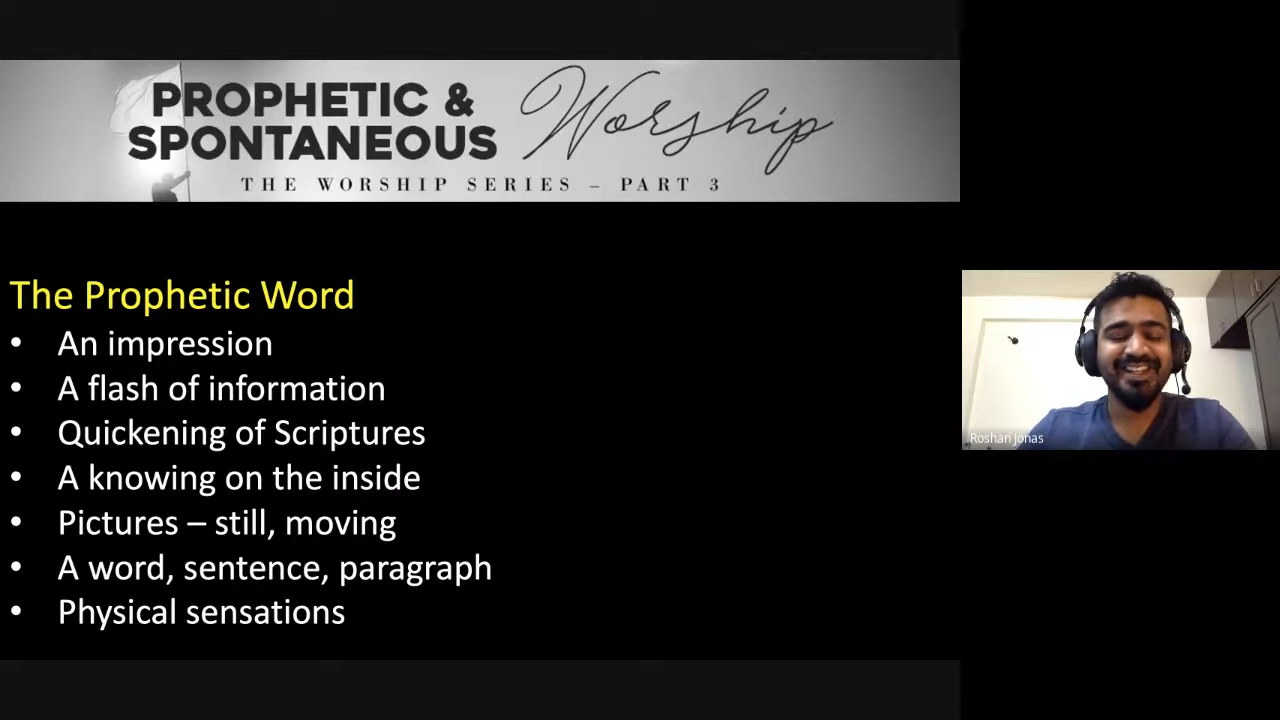 PROPHETIC &
SPONTANEOUS
Worship
THE WORSHIP SERIES – PART 3
The Prophetic Word
• An impression
• A flash of information
• Quickening of Scriptures
• A knowing on the inside
• Pictures – still, moving
• A word, sentence, paragraph
• Physical sensations
Roshan Jonas